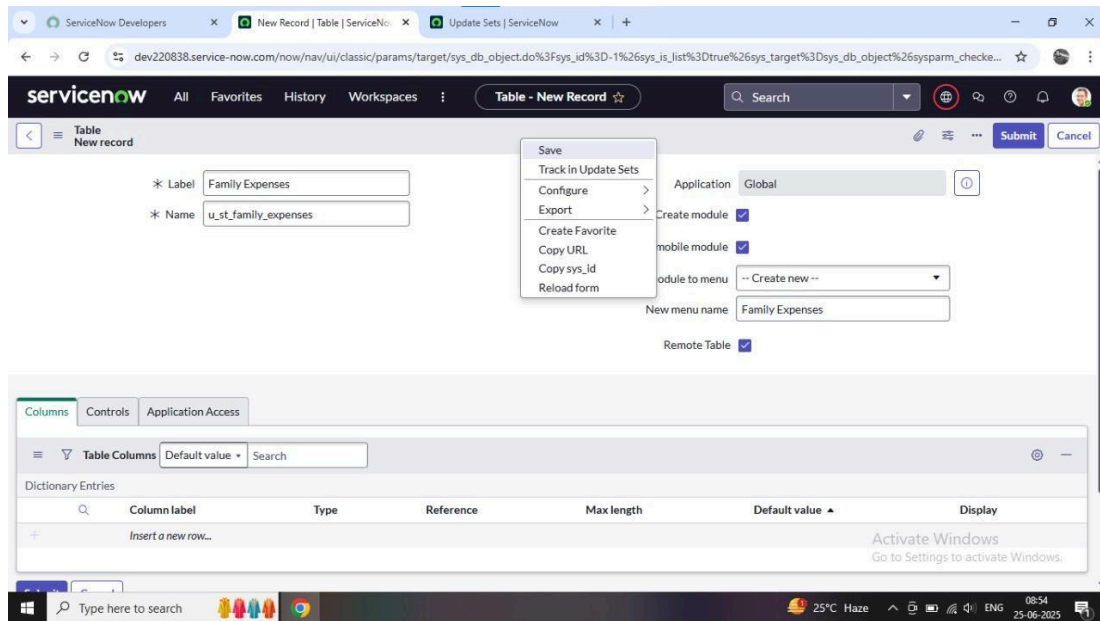 ServiceNow Developers
New Record | Table | ServiceNo
Update Sets | ServiceNow
dev220838.service-now.com/now/nav/ui/classic/params/target/sys_db_object.do%3Fsys_id%3D-1%26sys_is_list%3Dtrue%26sys_target%3Dsys_db_object%26sysparm_checke...
servicenow All Favorites History Workspaces Table - New Record Search
Table
New record
Submit Cancel
Save
Track in Update Sets
Configure
Export
Create Favorite
Copy URL
Copy sys_id
Reload form
* Label Family Expenses
* Name u_st_family_expenses
Application Global
Create module
mobile module
odule to menu -- Create new --
New menu name Family Expenses
Remote Table
Columns Controls Application Access
Table Columns Default value Search
Dictionary Entries
Column label Type Reference Max length Default value Display
Insert a new row...
Activate Windows
Go to Settings to activate Windows.
Type here to search
25°C Haze ENG 08:54
25-06-2025